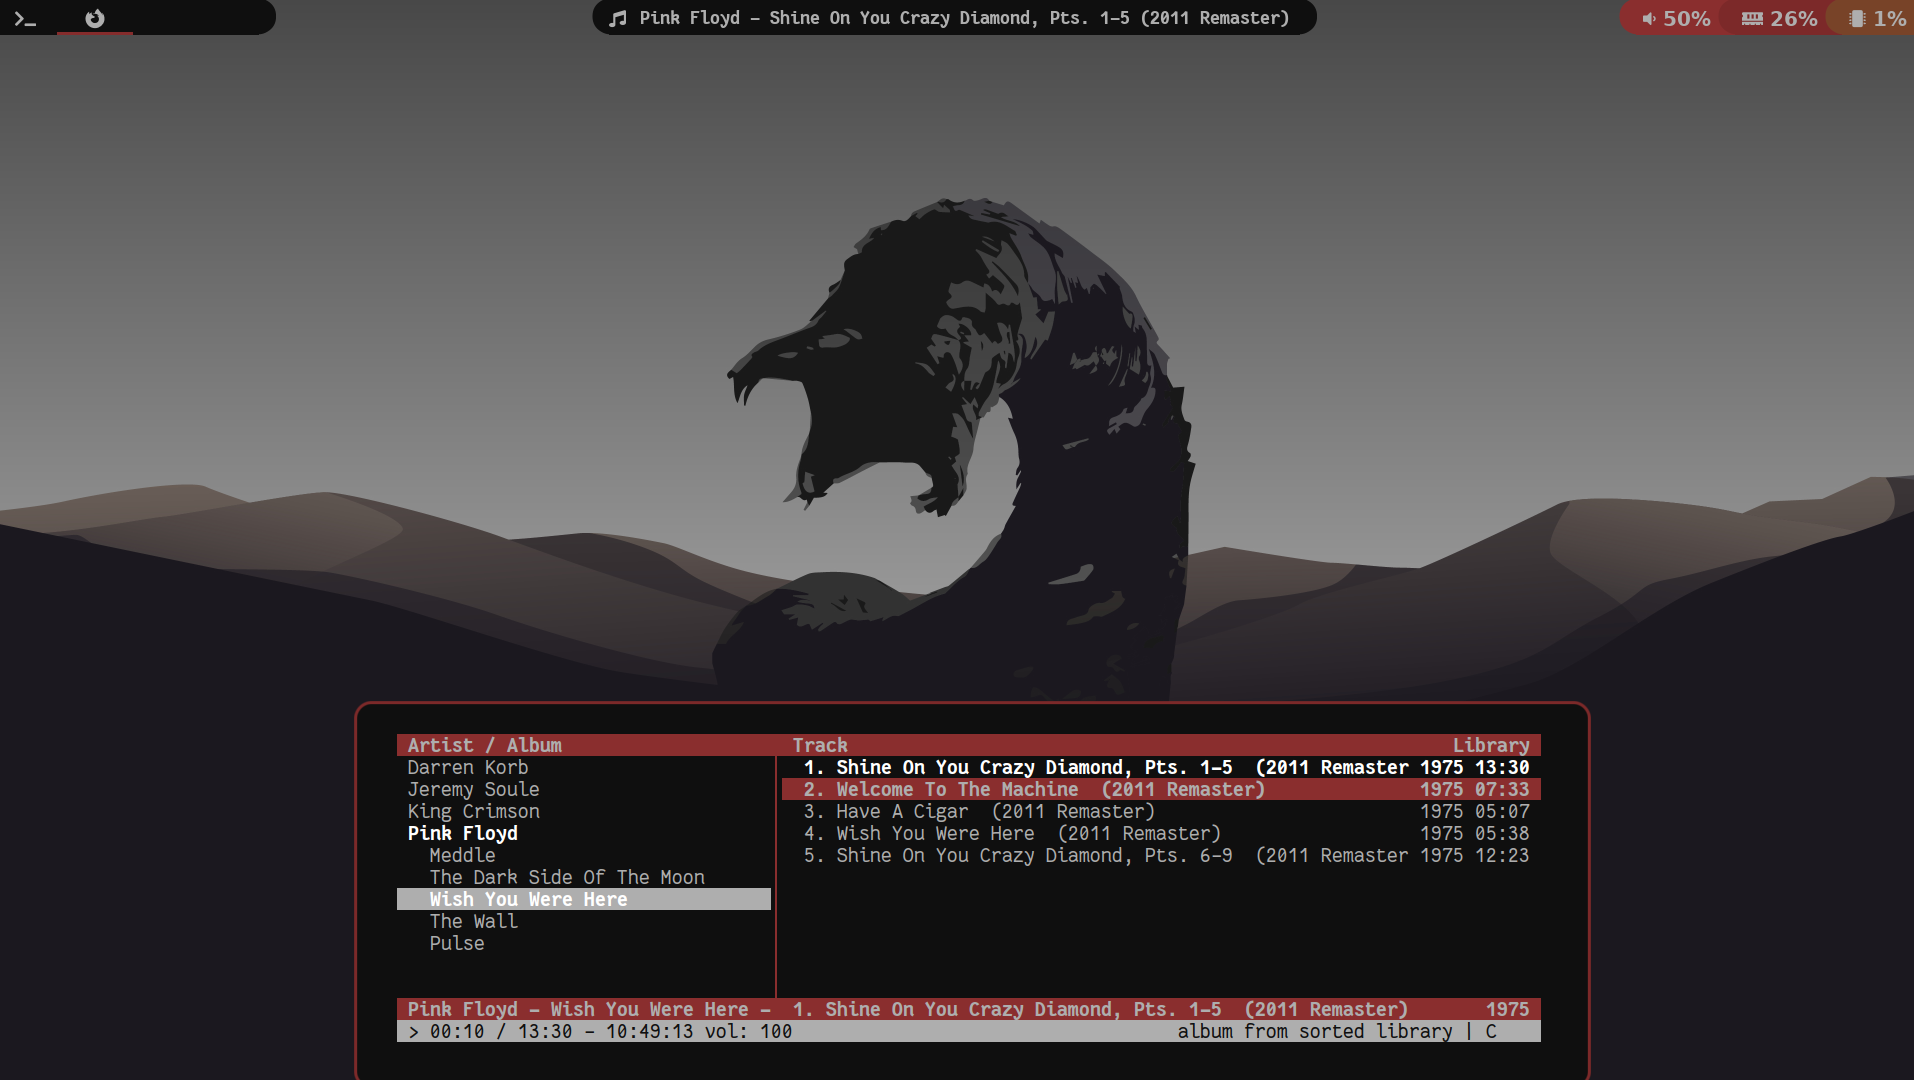 >_
Pink Floyd – Shine On You Crazy Diamond, Pts. 1–5 (2011 Remaster)
50% 26% 1%
Artist / Album Track Library
Darren Korb
Jeremy Soule
King Crimson
Pink Floyd
Meddle
The Dark Side Of The Moon
Wish You Were Here
The Wall
Pulse
1. Shine On You Crazy Diamond, Pts. 1–5 (2011 Remaster 1975 13:30
2. Welcome To The Machine (2011 Remaster) 1975 07:33
3. Have A Cigar (2011 Remaster) 1975 05:07
4. Wish You Were Here (2011 Remaster) 1975 05:38
5. Shine On You Crazy Diamond, Pts. 6–9 (2011 Remaster 1975 12:23
Pink Floyd – Wish You Were Here – 1. Shine On You Crazy Diamond, Pts. 1–5 (2011 Remaster) 1975
> 00:10 / 13:30 – 10:49:13 vol: 100 album from sorted library | C